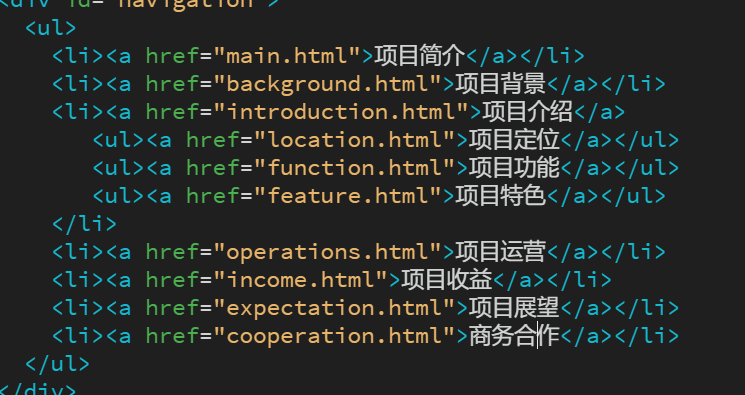 <div id="navigation">
<ul>
<li><a href="main.html">项目简介</a></li>
<li><a href="background.html">项目背景</a></li>
<li><a href="introduction.html">项目介绍</a>
<ul><a href="location.html">项目定位</a></ul>
<ul><a href="function.html">项目功能</a></ul>
<ul><a href="feature.html">项目特色</a></ul>
</li>
<li><a href="operations.html">项目运营</a></li>
<li><a href="income.html">项目收益</a></li>
<li><a href="expectation.html">项目展望</a></li>
<li><a href="cooperation.html">商务合作</a></li>
</ul>
</div>